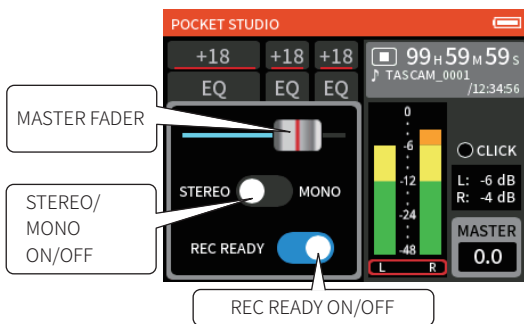 POCKET STUDIO
+18 +18 +18
EQ EQ EQ
99H59M59s
♪ TASCAM_0001
/12:34:56
MASTER FADER
STEREO/
MONO
ON/OFF
STEREO MONO
REC READY
REC READY ON/OFF
0
-6
-12
-24
-48
L R
CLICK
L: -6 dB
R: -4 dB
MASTER
0.0